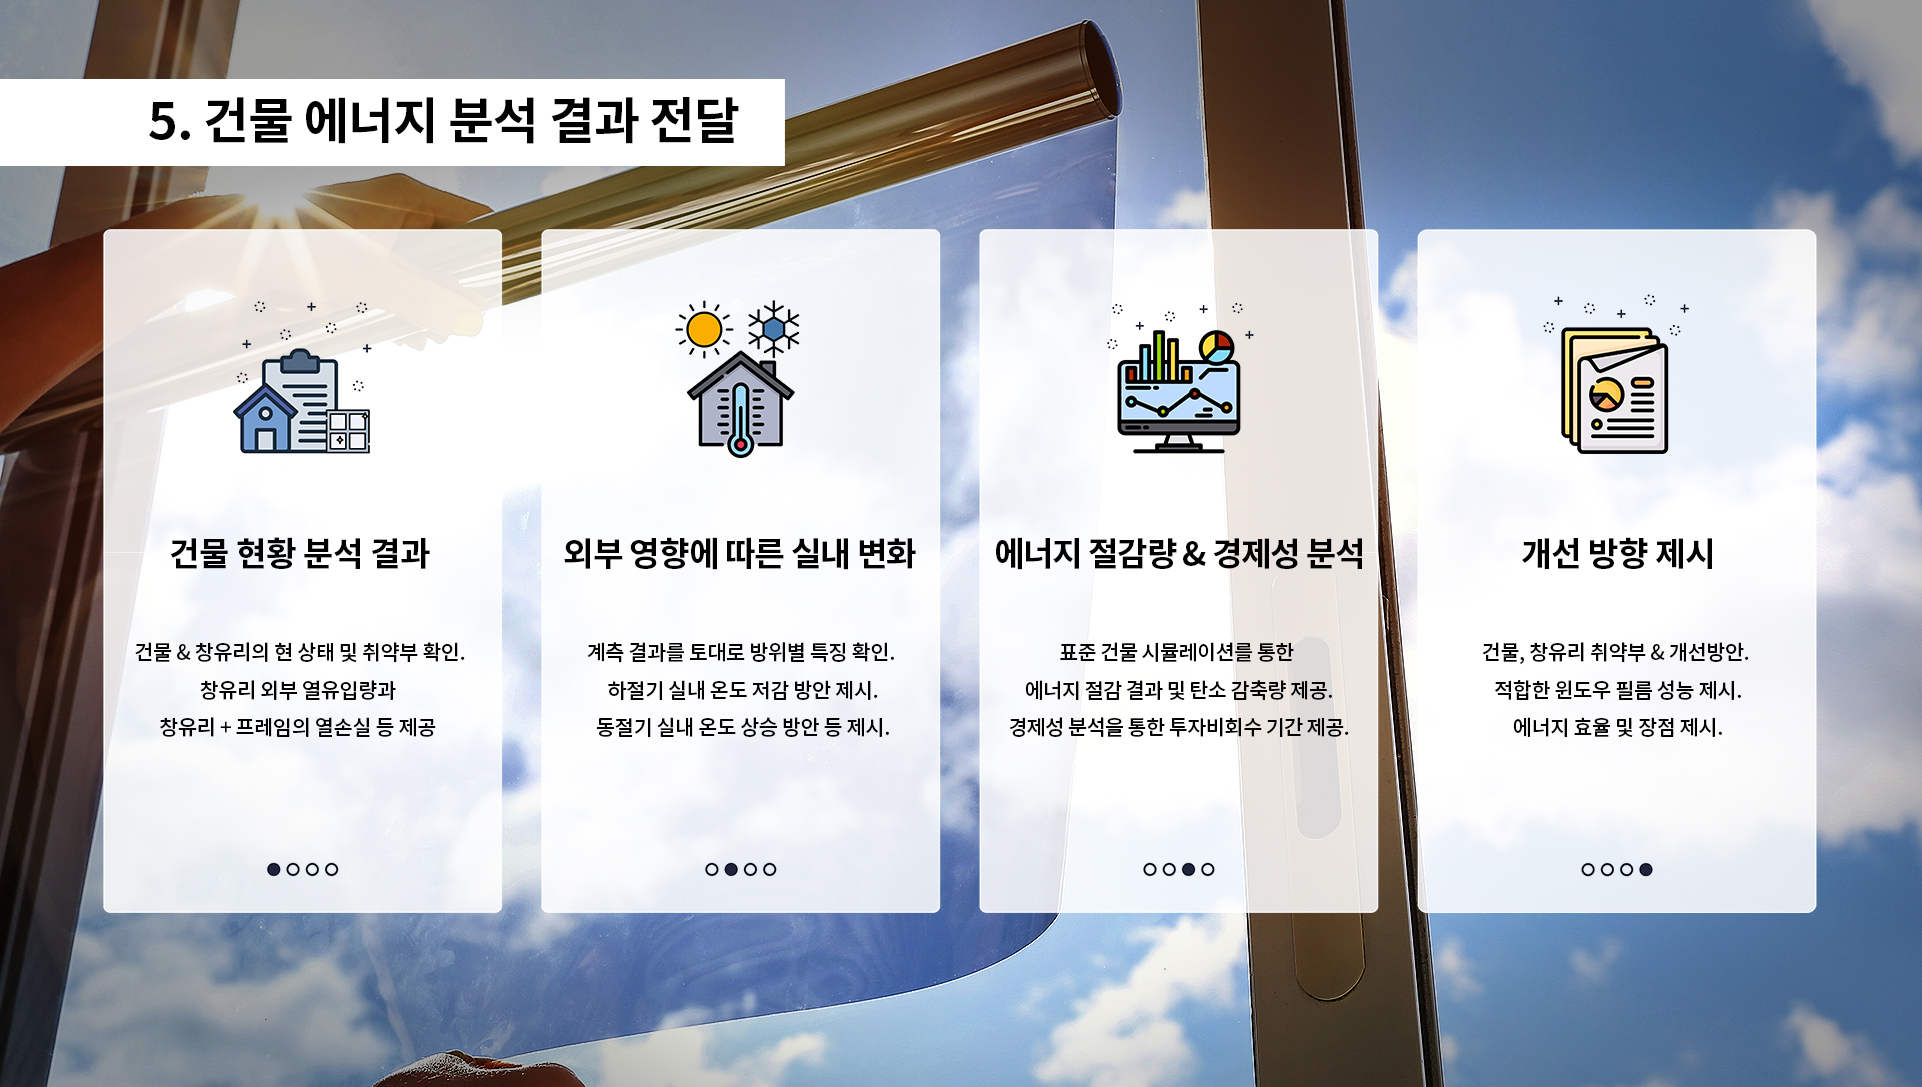 5. 건물 에너지 분석 결과 전달
건물 현황 분석 결과
건물 & 창유리의 현 상태 및 취약부 확인.
창유리 외부 열유입량과
창유리 + 프레임의 열손실 등 제공
외부 영향에 따른 실내 변화
계측 결과를 토대로 방위별 특징 확인.
하절기 실내 온도 저감 방안 제시.
동절기 실내 온도 상승 방안 등 제시.
에너지 절감량 & 경제성 분석
표준 건물 시뮬레이션를 통한
에너지 절감 결과 및 탄소 감축량 제공.
경제성 분석을 통한 투자비회수 기간 제공.
개선 방향 제시
건물, 창유리 취약부 & 개선방안.
적합한 윈도우 필름 성능 제시.
에너지 효율 및 장점 제시.